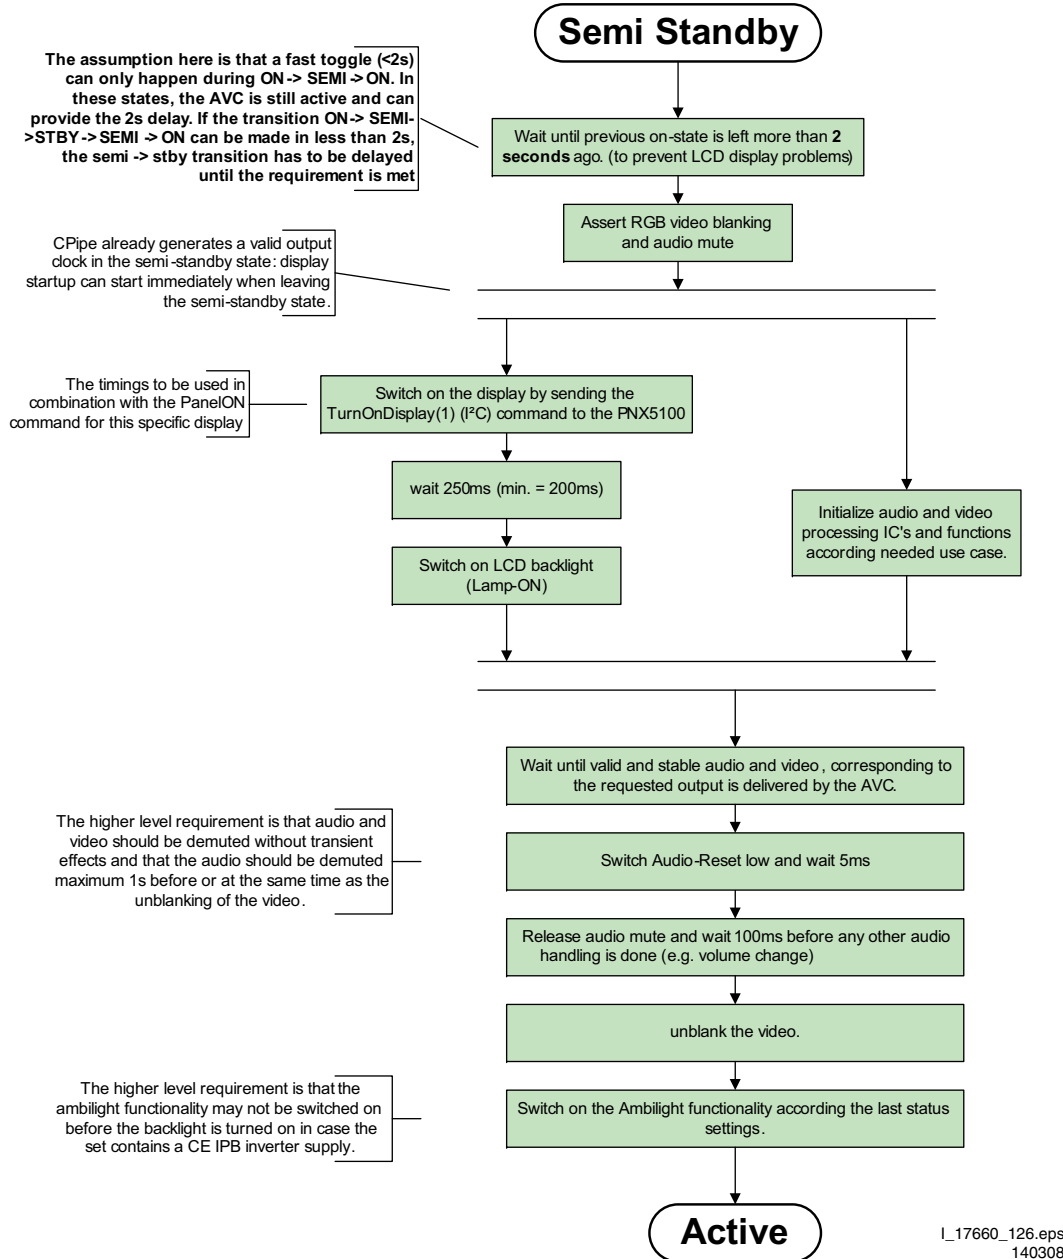 Semi Standby
The assumption here is that a fast toggle (<2s)
can only happen during ON-> SEMI->ON. In
these states, the AVC is still active and can
provide the 2s delay. If the transition ON-> SEMI-
>STBY->SEMI -> ON can be made in less than 2s,
the semi -> stby transition has to be delayed
until the requirement is met
Wait until previous on-state is left more than 2
seconds ago. (to prevent LCD display problems)
Assert RGB video blanking
and audio mute
CPipe already generates a valid output
clock in the semi-standby state: display
startup can start immediately when leaving
the semi-standby state.
The timings to be used in
combination with the PanelON
command for this specific display
Switch on the display by sending the
TurnOnDisplay(1) (I²C) command to the PNX5100
wait 250ms (min. = 200ms)
Switch on LCD backlight
(Lamp-ON)
Initialize audio and video
processing IC's and functions
according needed use case.
Wait until valid and stable audio and video, corresponding to
the requested output is delivered by the AVC.
The higher level requirement is that audio and
video should be demuted without transient
effects and that the audio should be demuted
maximum 1s before or at the same time as the
unblanking of the video.
Switch Audio-Reset low and wait 5ms
Release audio mute and wait 100ms before any other audio
handling is done (e.g. volume change)
unblank the video.
The higher level requirement is that the
ambilight functionality may not be switched on
before the backlight is turned on in case the
set contains a CE IPB inverter supply.
Switch on the Ambilight functionality according the last status
settings.
Active
I_17660_126.eps
140308